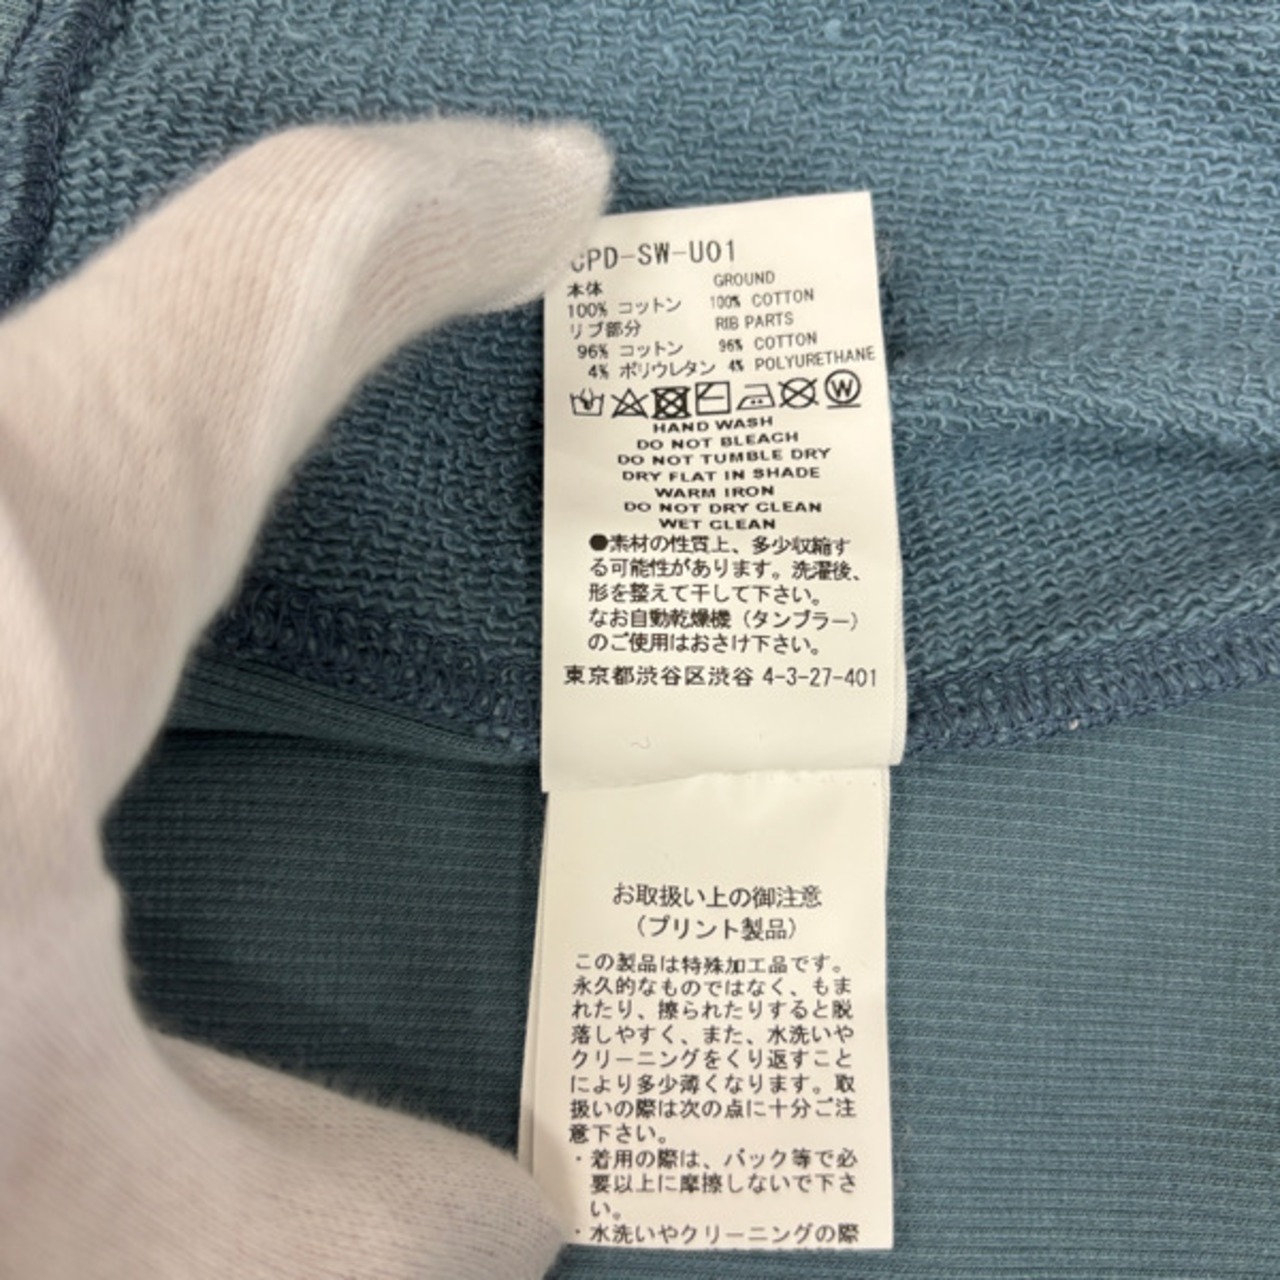 CPD-SW-U01
本体 GROUND
100% コットン 100% COTTON
リブ部分 RIB PARTS
96% コットン 96% COTTON
4% ポリウレタン 4% POLYURETHANE
W
HAND WASH
DO NOT BLEACH
DO NOT TUMBLE DRY
DRY FLAT IN SHADE
WARM IRON
DO NOT DRY CLEAN
WET CLEAN
●素材の性質上、多少収縮す
る可能性があります。洗濯後、
形を整えて干して下さい。
なお自動乾燥機（タンブラー）
のご使用はおさけ下さい。
東京都渋谷区渋谷 4-3-27-401
お取扱い上の御注意
（プリント製品）
この製品は特殊加工品です。
永久的なものではなく、もま
れたり、擦られたりすると脱
落しやすく、また、水洗いや
クリーニングをくり返すこと
により多少薄くなります。取
扱いの際は次の点に十分ご注
意下さい。
・着用の際は、バック等で必
要以上に摩擦しないで下さ
い。
・水洗いやクリーニングの際